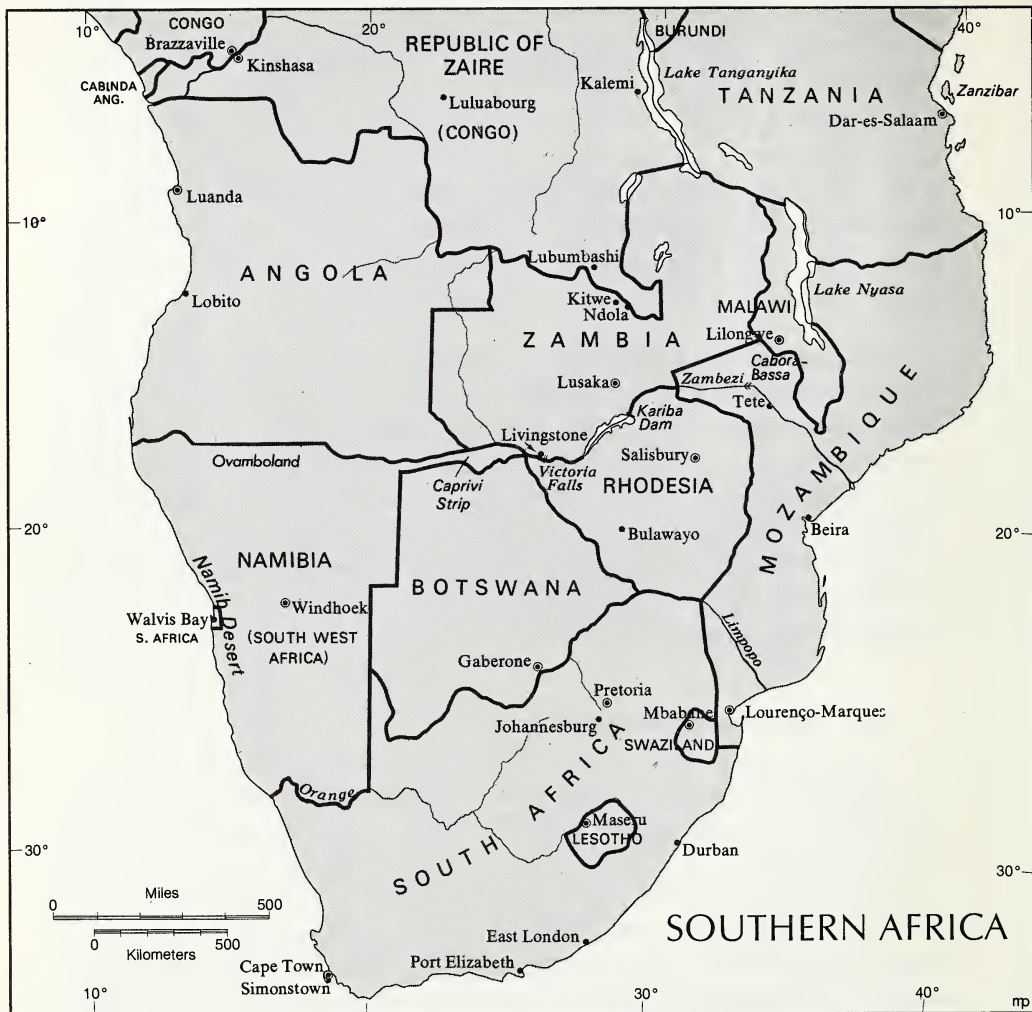 10°
20°
40°
CONGO
Brazzaville
Kinshasa
CABINDA
ANG.
REPUBLIC OF
ZAIRE
Luluabourg
(CONGO)
BURUNDI
Kalemi
Lake Tanganyika
TANZANIA
Zanzibar
Dar-es-Salaam
Luanda
10°
10°
ANGOLA
Lobito
Lubumbashi
Kitwe
Ndola
ZAMBIA
Lusaka
MALAWI
Lilongwe
Lake Nyasa
Cabora-
Bassa
Zambezi
Tete
Kariba
Dam
Livingstone
Victoria
Falls
Salisbury
RHODESIA
Bulawayo
MOZAMBIQUE
Beira
Ovamboland
Caprivi
Strip
20°
20°
NAMIBIA
Windhoek
(SOUTH WEST
AFRICA)
Namib Desert
Walvis Bay
S. AFRICA
BOTSWANA
Gaberone
Limpopo
Pretoria
Johannesburg
Mbabane
SWAZILAND
Lourenço-Marques
Orange
SOUTH AFRICA
Maseru
LESOTHO
Durban
30°
30°
Miles
0 500
0 500
Kilometers
East London
Port Elizabeth
Cape Town
Simonstown
SOUTHERN AFRICA
10°
20°
30°
40°
mp